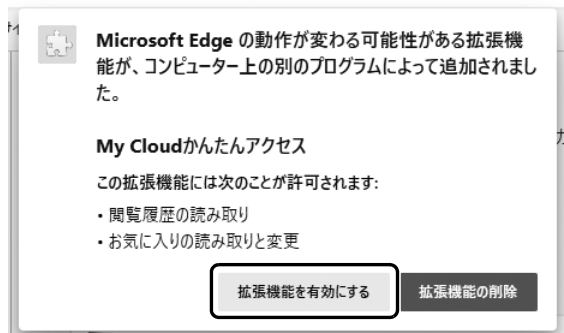 Microsoft Edge の動作が変わる可能性がある拡張機
能が、コンピューター上の別のプログラムによって追加されまし
た。
My Cloudかんたんアクセス
この拡張機能には次のことが許可されます:
• 閲覧履歴の読み取り
• お気に入りの読み取りと変更
拡張機能を有効にする
拡張機能の削除